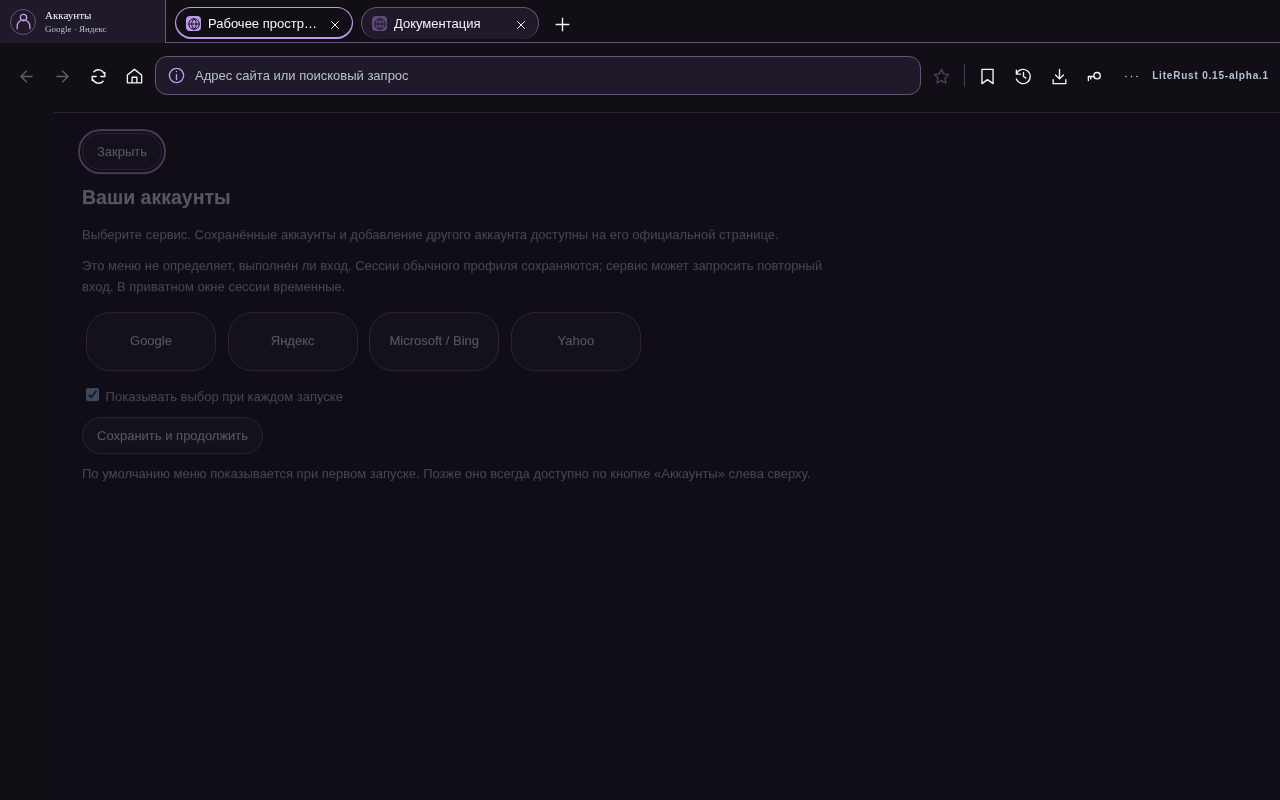 Аккаунты
Google · Яндекс
Рабочее простр…
Документация
Адрес сайта или поисковый запрос
LiteRust 0.15-alpha.1
Закрыть
Ваши аккаунты
Выберите сервис. Сохранённые аккаунты и добавление другого аккаунта доступны на его официальной странице.
Это меню не определяет, выполнен ли вход. Сессии обычного профиля сохраняются; сервис может запросить повторный
вход. В приватном окне сессии временные.
Google
Яндекс
Microsoft / Bing
Yahoo
Показывать выбор при каждом запуске
Сохранить и продолжить
По умолчанию меню показывается при первом запуске. Позже оно всегда доступно по кнопке «Аккаунты» слева сверху.